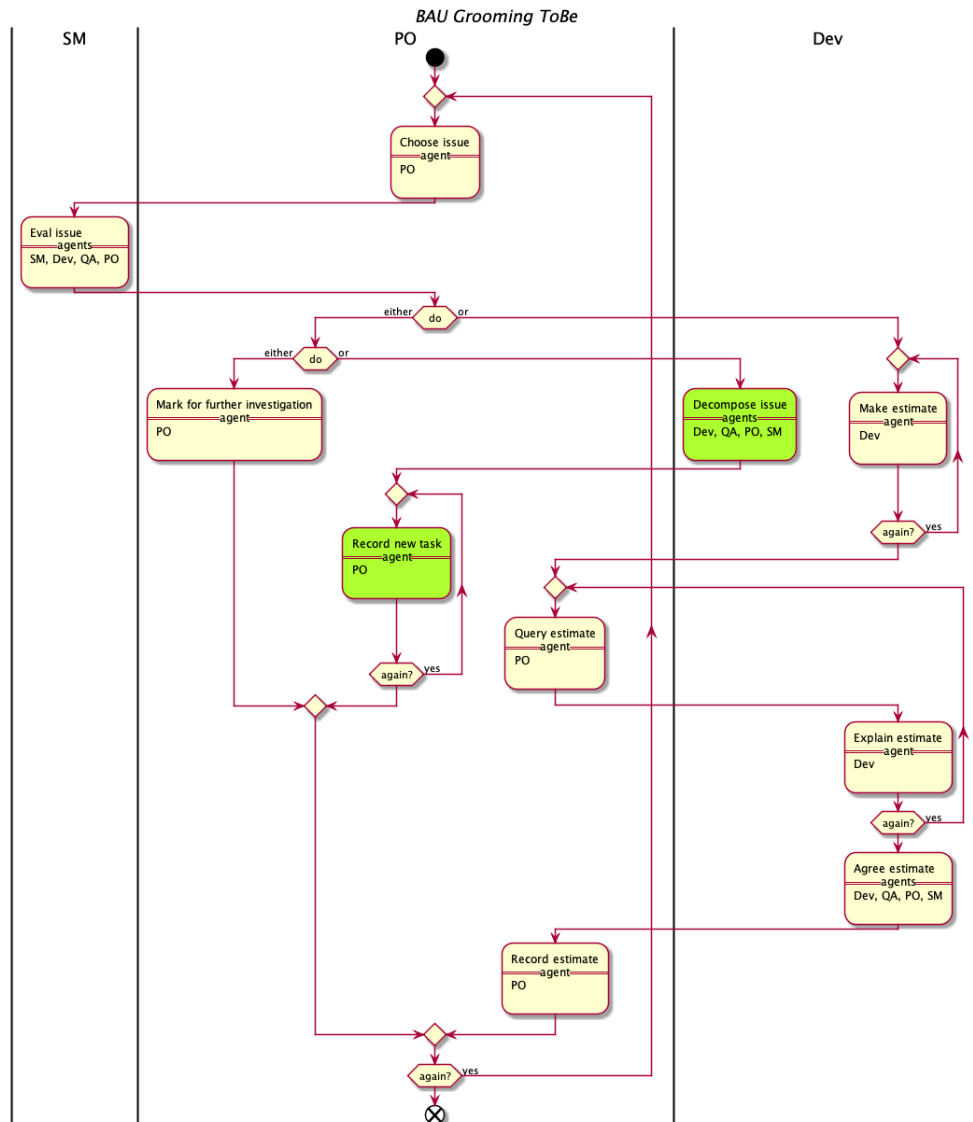 BAU Grooming ToBe
SM
PO
Dev
Choose issue
agent
PO
Eval issue
agents
SM, Dev, QA, PO
either
do
or
either
do
or
Mark for further investigation
agent
PO
Decompose issue
agents
Dev, QA, PO, SM
Make estimate
agent
Dev
Record new task
agent
PO
again?
yes
Query estimate
agent
PO
again?
yes
Explain estimate
agent
Dev
again?
yes
Agree estimate
agents
Dev, QA, PO, SM
Record estimate
agent
PO
again?
yes